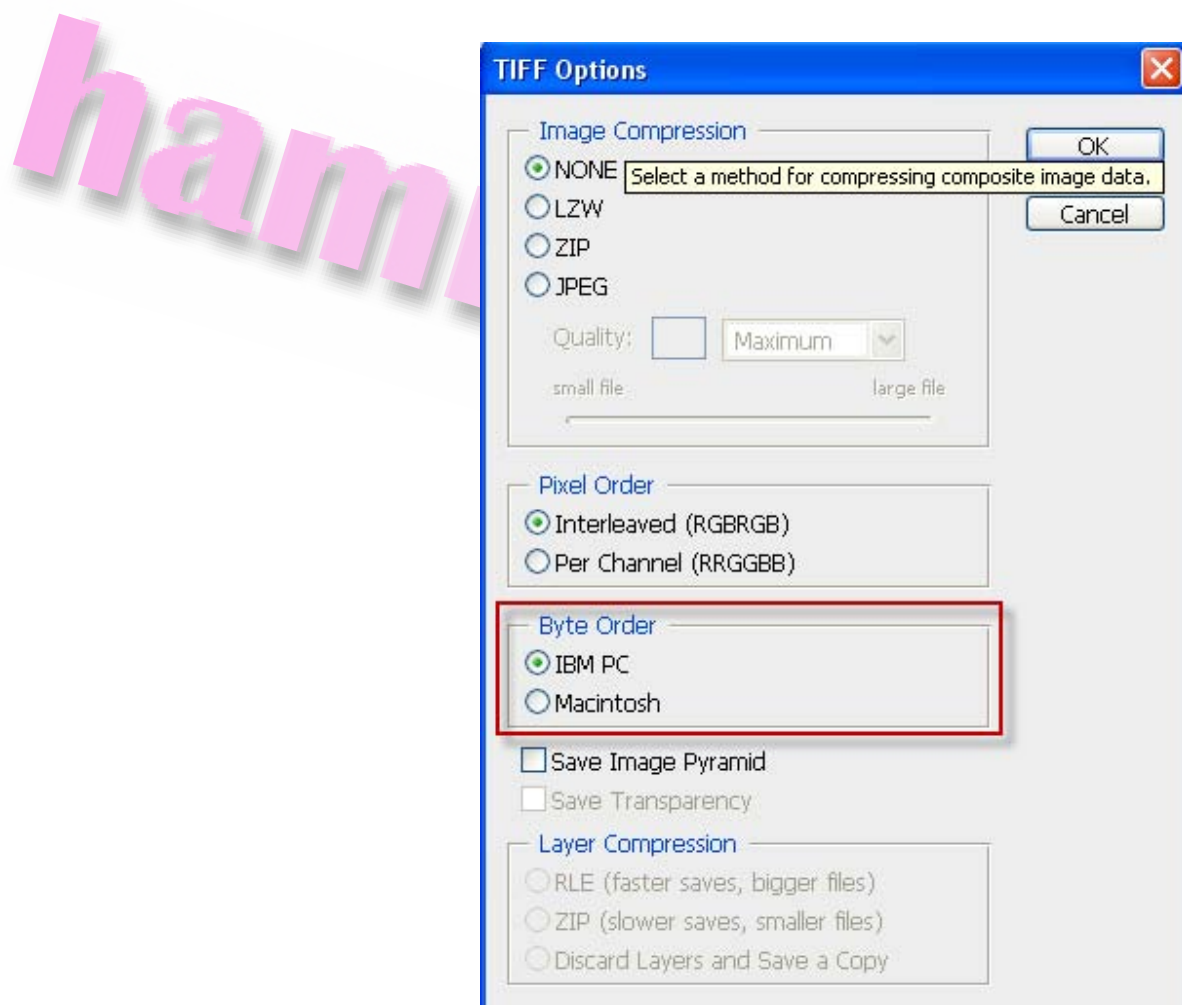 ham
TIFF Options
Image Compression
NONE
Select a method for compressing composite image data.
OK
LZW
Cancel
ZIP
JPEG
Quality:
Maximum
small file
large file
Pixel Order
Interleaved (RGBRGB)
Per Channel (RRGGBB)
Byte Order
IBM PC
Macintosh
Save Image Pyramid
Save Transparency
Layer Compression
RLE (faster saves, bigger files)
ZIP (slower saves, smaller files)
Discard Layers and Save a Copy